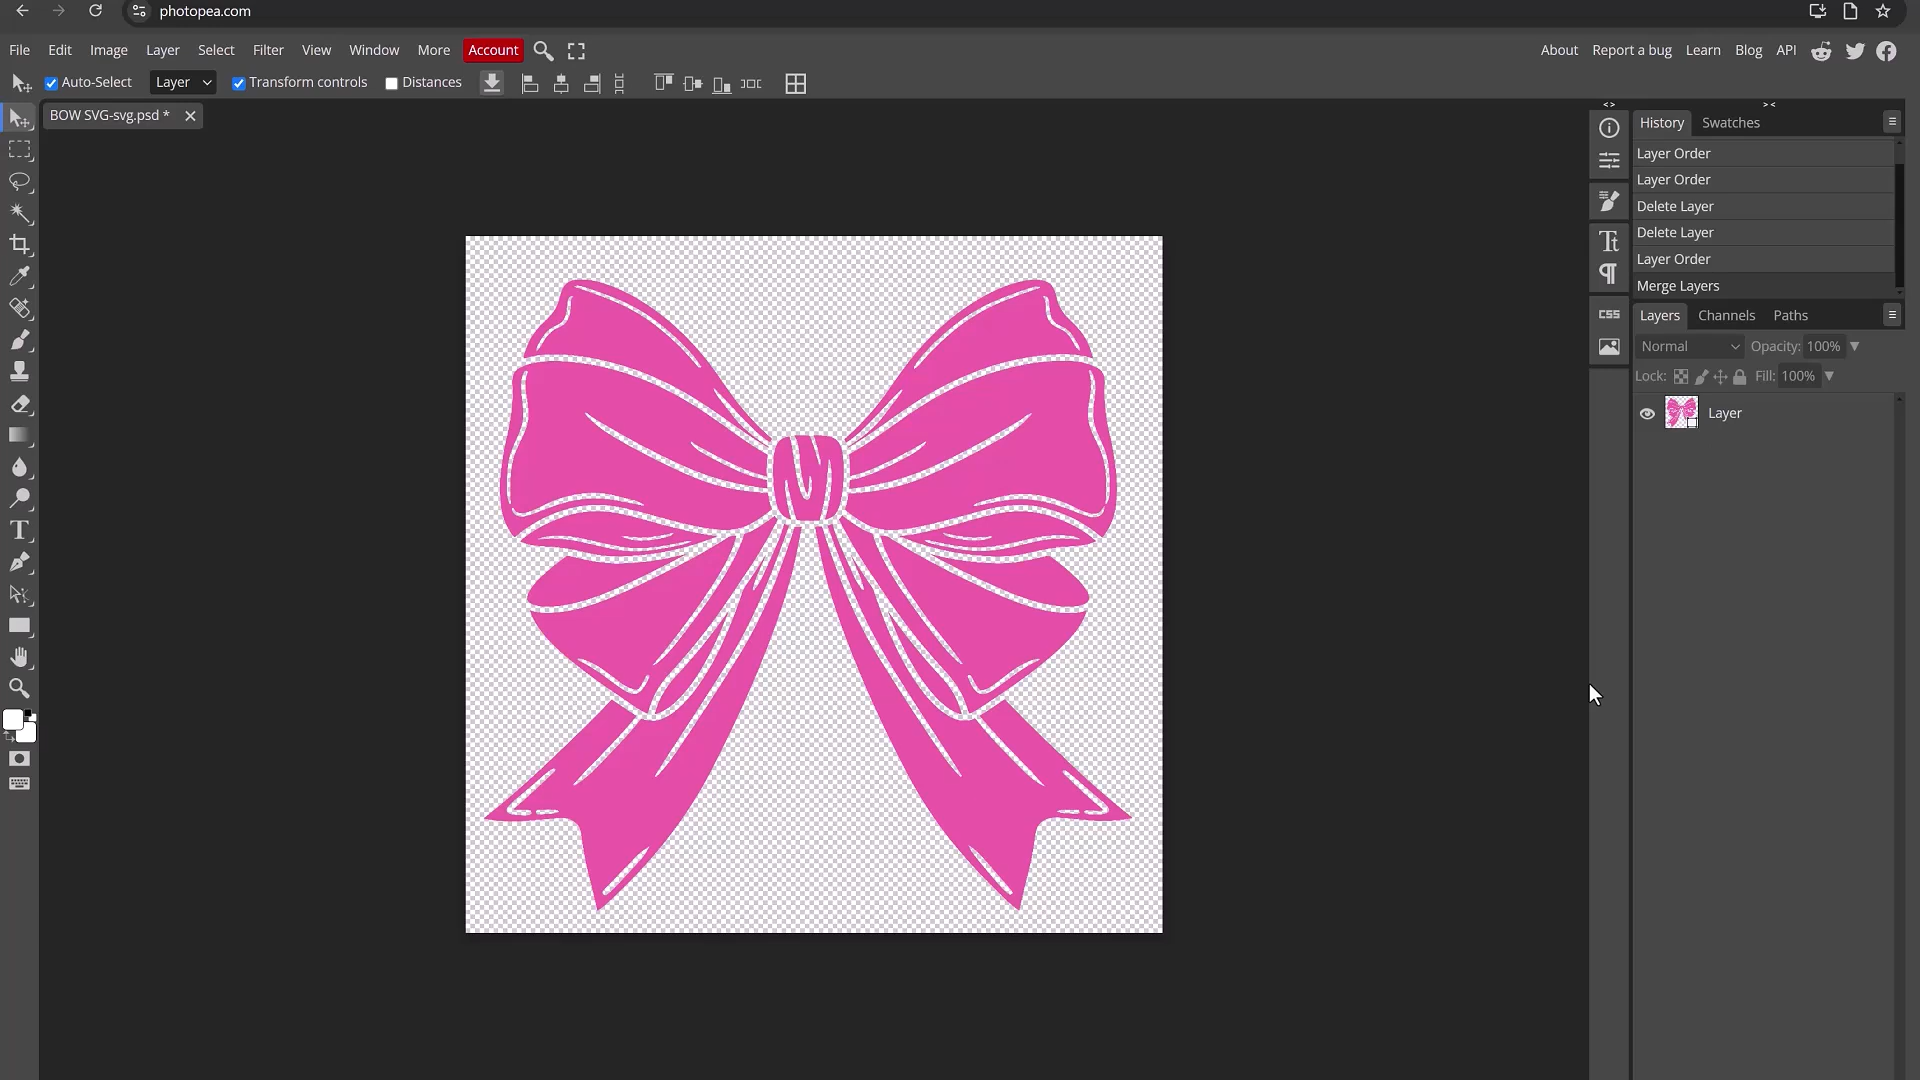 photopea.com
File Edit Image Layer Select Filter View Window More Account About Report a bug Learn Blog API
Auto-Select Layer Transform controls Distances
BOW SVG-svg.psd *
History Swatches
Layer Order
Layer Order
Delete Layer
Delete Layer
Layer Order
Merge Layers
CSS
Layers Channels Paths
Normal Opacity: 100%
Lock: Fill: 100%
Layer